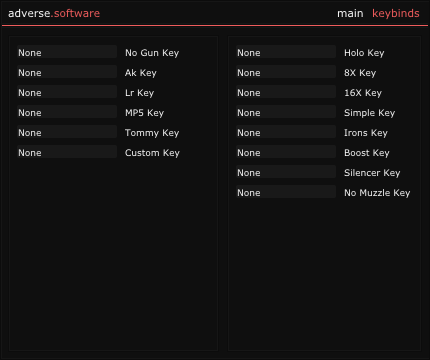 adverse.software
main keybinds
None No Gun Key
None Ak Key
None Lr Key
None MP5 Key
None Tommy Key
None Custom Key
None Holo Key
None 8X Key
None 16X Key
None Simple Key
None Irons Key
None Boost Key
None Silencer Key
None No Muzzle Key